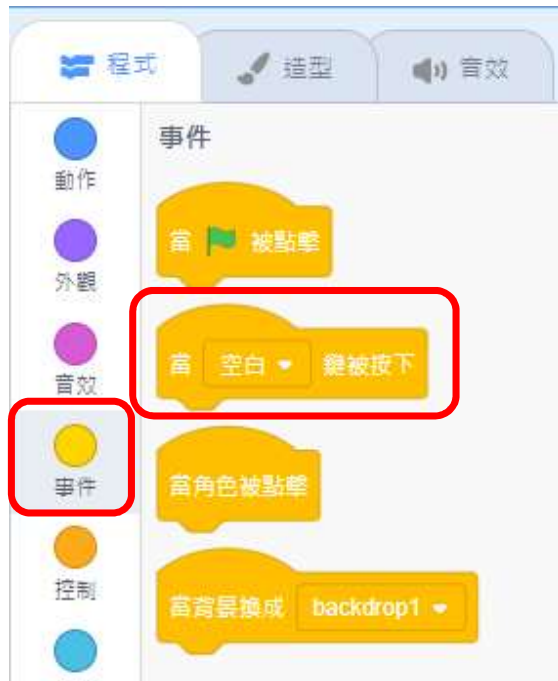 程式 造型 音效
動作
外觀
音效
事件
控制
事件
當 被點擊
當 空白 鍵被按下
當角色被點擊
當背景換成 backdrop1